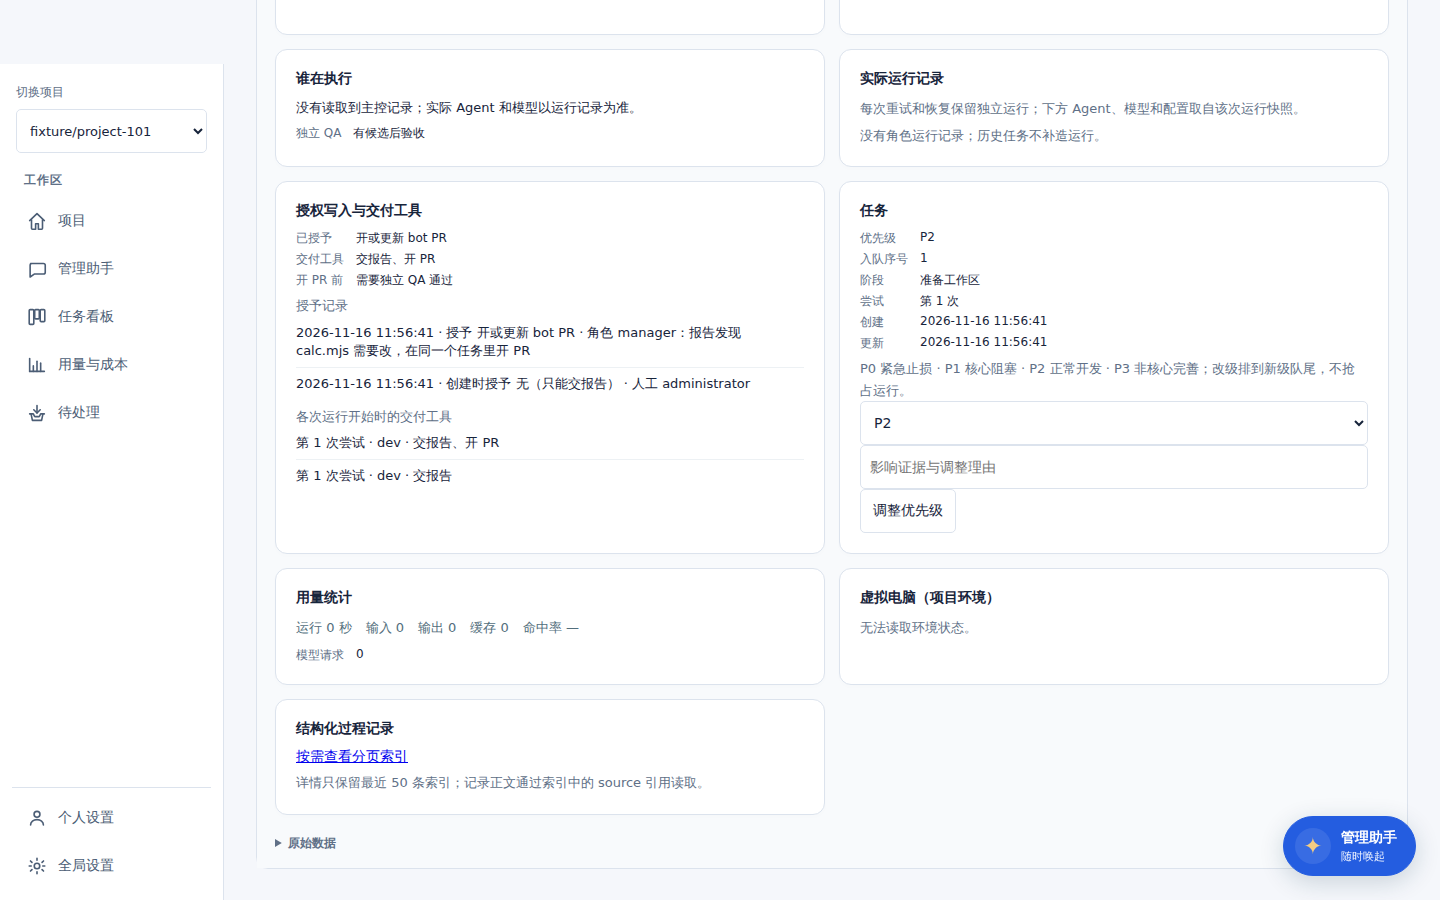 切换项目
fixture/project-101
工作区
项目
管理助手
任务看板
用量与成本
待处理
个人设置
全局设置
谁在执行
没有读取到主控记录；实际 Agent 和模型以运行记录为准。
独立 QA 有候选后验收
实际运行记录
每次重试和恢复保留独立运行；下方 Agent、模型和配置取自该次运行快照。
没有角色运行记录；历史任务不补造运行。
授权写入与交付工具
已授予 开或更新 bot PR
交付工具 交报告、开 PR
开 PR 前 需要独立 QA 通过
授予记录
2026-11-16 11:56:41 · 授予 开或更新 bot PR · 角色 manager：报告发现
calc.mjs 需要改，在同一个任务里开 PR
2026-11-16 11:56:41 · 创建时授予 无（只能交报告） · 人工 administrator
各次运行开始时的交付工具
第 1 次尝试 · dev · 交报告、开 PR
第 1 次尝试 · dev · 交报告
任务
优先级 P2
入队序号 1
阶段 准备工作区
尝试 第 1 次
创建 2026-11-16 11:56:41
更新 2026-11-16 11:56:41
P0 紧急止损 · P1 核心阻塞 · P2 正常开发 · P3 非核心完善；改级排到新级队尾，不抢
占运行。
P2
影响证据与调整理由
调整优先级
用量统计
运行 0 秒 输入 0 输出 0 缓存 0 命中率 —
模型请求 0
虚拟电脑（项目环境）
无法读取环境状态。
结构化过程记录
按需查看分页索引
详情只保留最近 50 条索引；记录正文通过索引中的 source 引用读取。
原始数据
管理助手
随时唤起